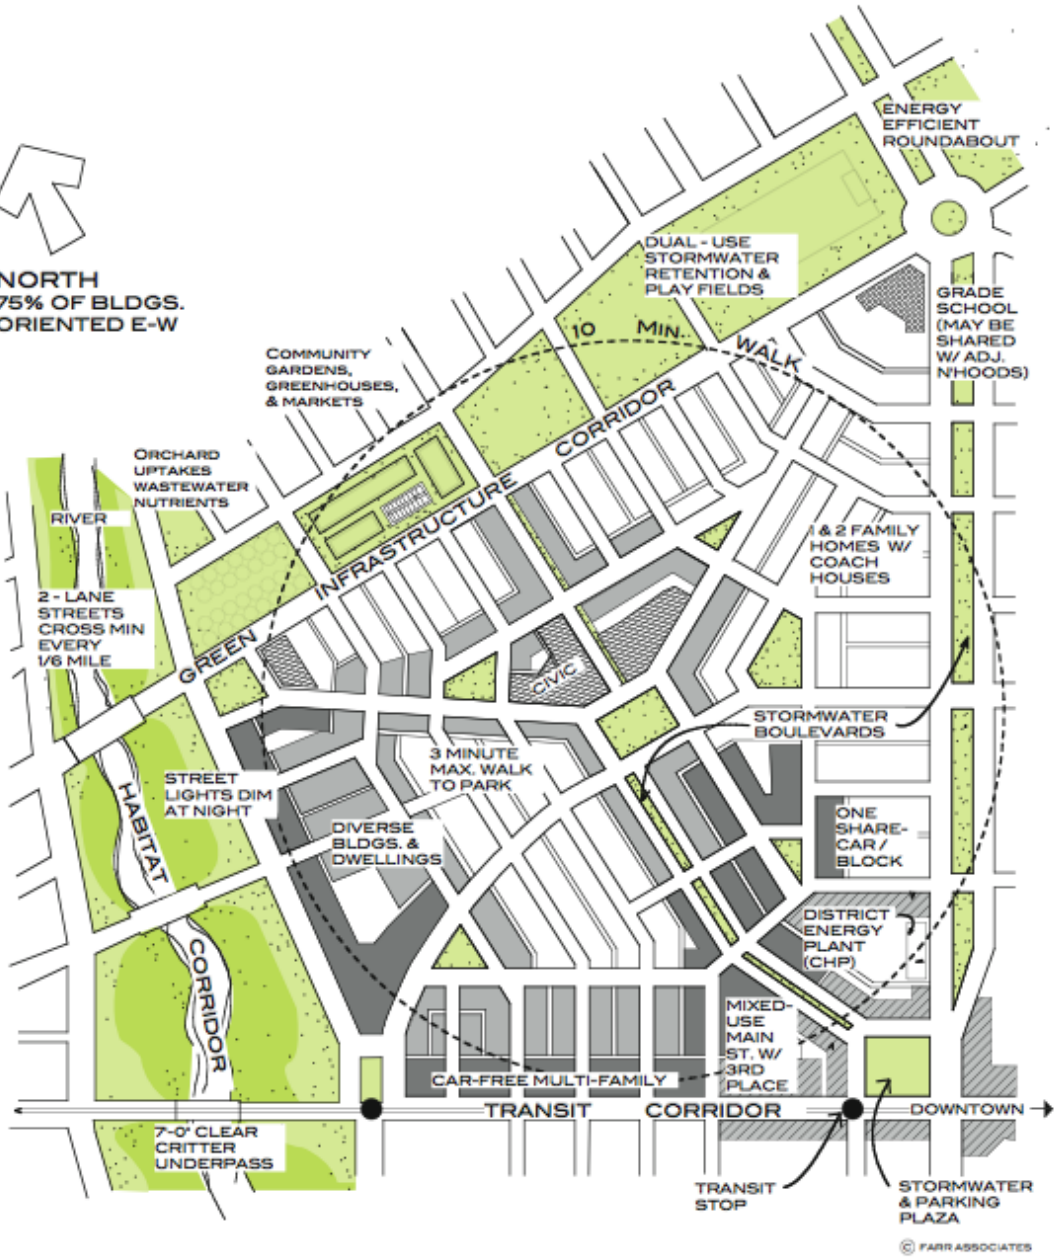 ENERGY
EFFICIENT
ROUNDABOUT
DUAL - USE
STORMWATER
RETENTION &
PLAY FIELDS
NORTH
75% OF BLDGS.
ORIENTED E-W
GRADE
SCHOOL
(MAY BE
SHARED
W/ ADJ.
N'HOODS)
10 MIN. WALK
COMMUNITY
GARDENS,
GREENHOUSES,
& MARKETS
ORCHARD
UPTAKES
WASTEWATER
NUTRIENTS
RIVER
GREEN INFRASTRUCTURE CORRIDOR
1 & 2 FAMILY
HOMES W/
COACH
HOUSES
2 - LANE
STREETS
CROSS MIN
EVERY
1/6 MILE
CIVIC
STORMWATER
BOULEVARDS
3 MINUTE
MAX. WALK
TO PARK
STREET
LIGHTS DIM
AT NIGHT
HABITAT CORRIDOR
DIVERSE
BLDGS. &
DWELLINGS
ONE
SHARE-
CAR /
BLOCK
DISTRICT
ENERGY
PLANT
(CHP)
MIXED-
USE
MAIN
ST. W/
3RD
PLACE
CAR-FREE MULTI-FAMILY
TRANSIT CORRIDOR
DOWNTOWN
7-0" CLEAR
CRITTER
UNDERPASS
TRANSIT
STOP
STORMWATER
& PARKING
PLAZA
© FARR ASSOCIATES